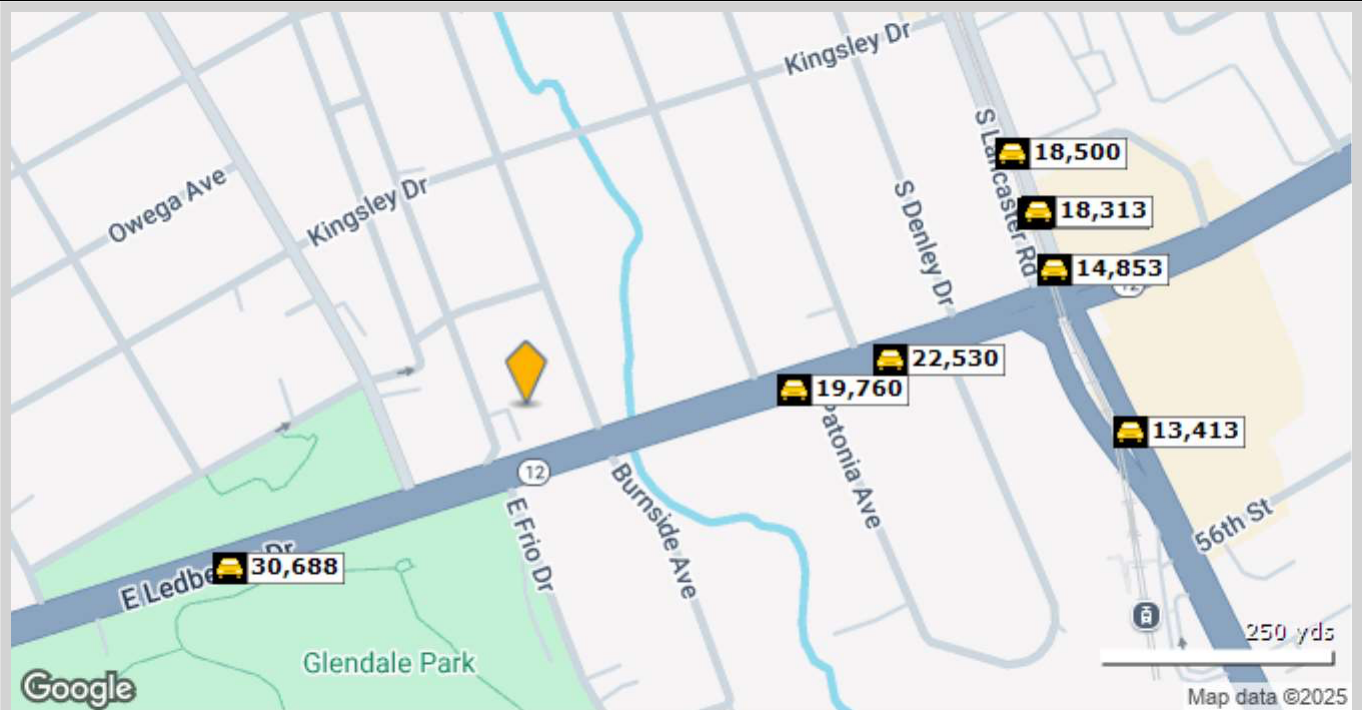 Kingsley Dr
S Lancaster Rd
18,500
Owega Ave
Kingsley Dr
S Denley Dr
18,313
14,853
12
22,530
19,760
Patonia Ave
13,413
12
Burnside Ave
E Frio Dr
56th St
30,688
E Ledbe Dr
250 yds
Glendale Park
Google
Map data ©2025